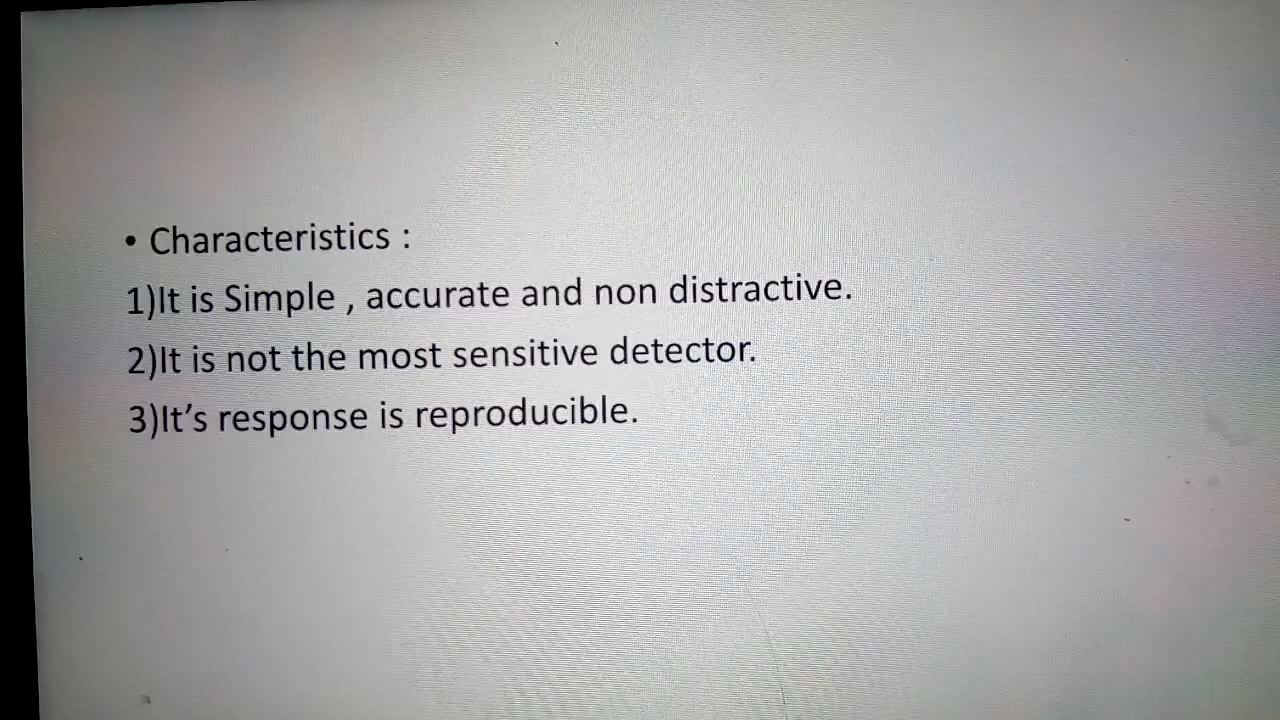 • Characteristics :
1)It is Simple , accurate and non distractive.
2)It is not the most sensitive detector.
3)It’s response is reproducible.